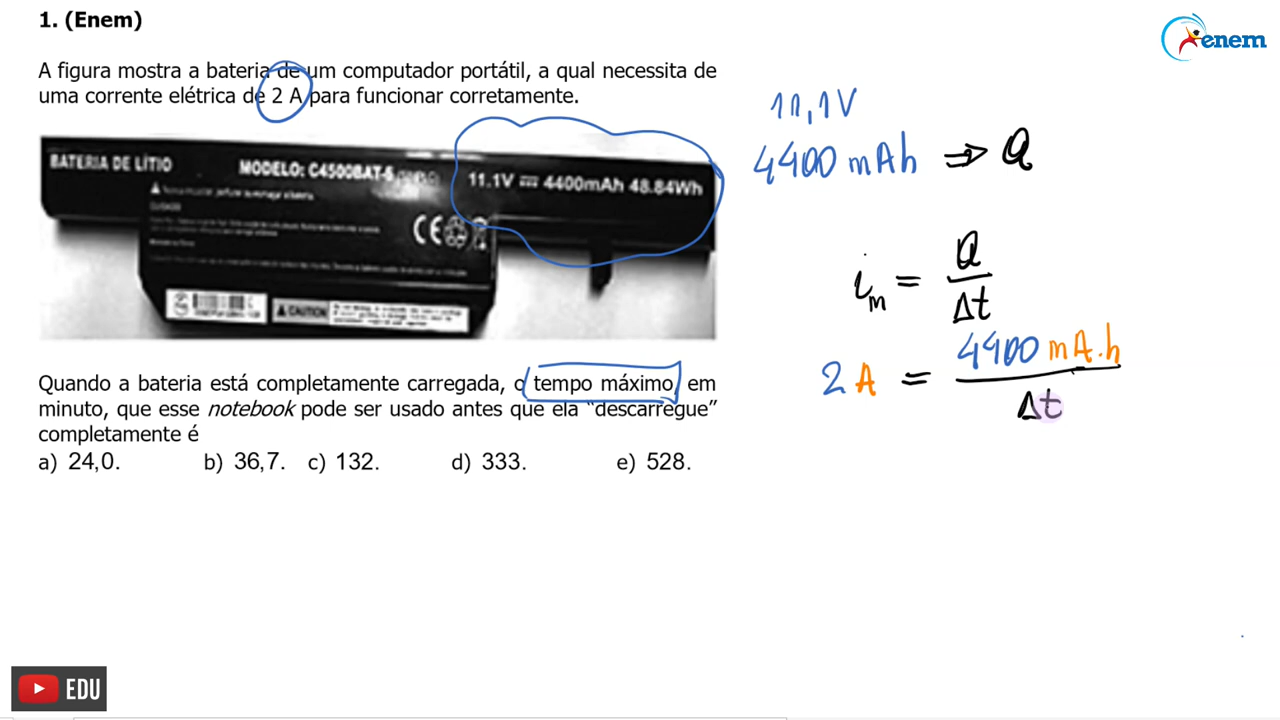 1. (Enem)
enem
A figura mostra a bateria de um computador portátil, a qual necessita de
uma corrente elétrica de 2 A para funcionar corretamente.
11,1V
4400 mAh ⇒ Q
BATERIA DE LÍTIO
MODELO: C4500BAT-6
11.1V 4400mAh 48.84Wh
CE
CAUTION
i_m = Q / Δt
2 A = 4400 mA.h / Δt
Quando a bateria está completamente carregada, o tempo máximo, em
minuto, que esse notebook pode ser usado antes que ela “descarregue”
completamente é
a) 24,0. b) 36,7. c) 132. d) 333. e) 528.
EDU